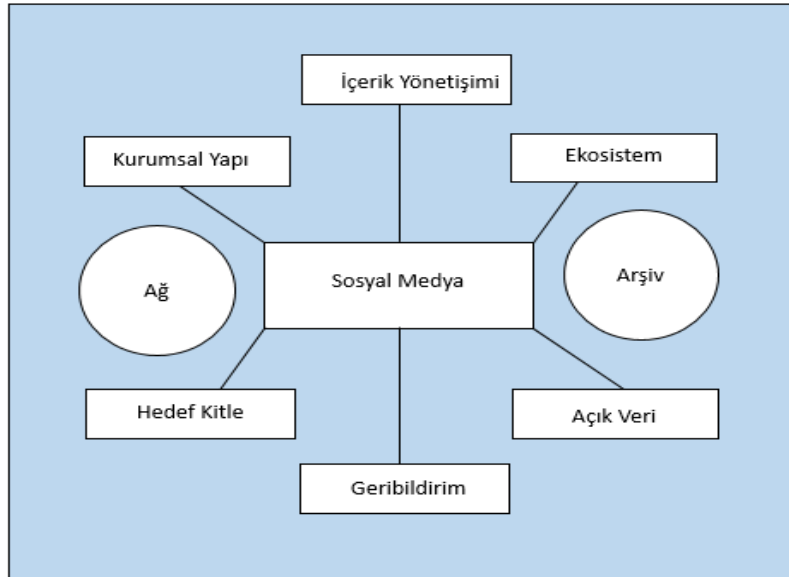 İçerik Yönetişimi
Kurumsal Yapı
Ekosistem
Ağ
Sosyal Medya
Arşiv
Hedef Kitle
Açık Veri
Geribildirim